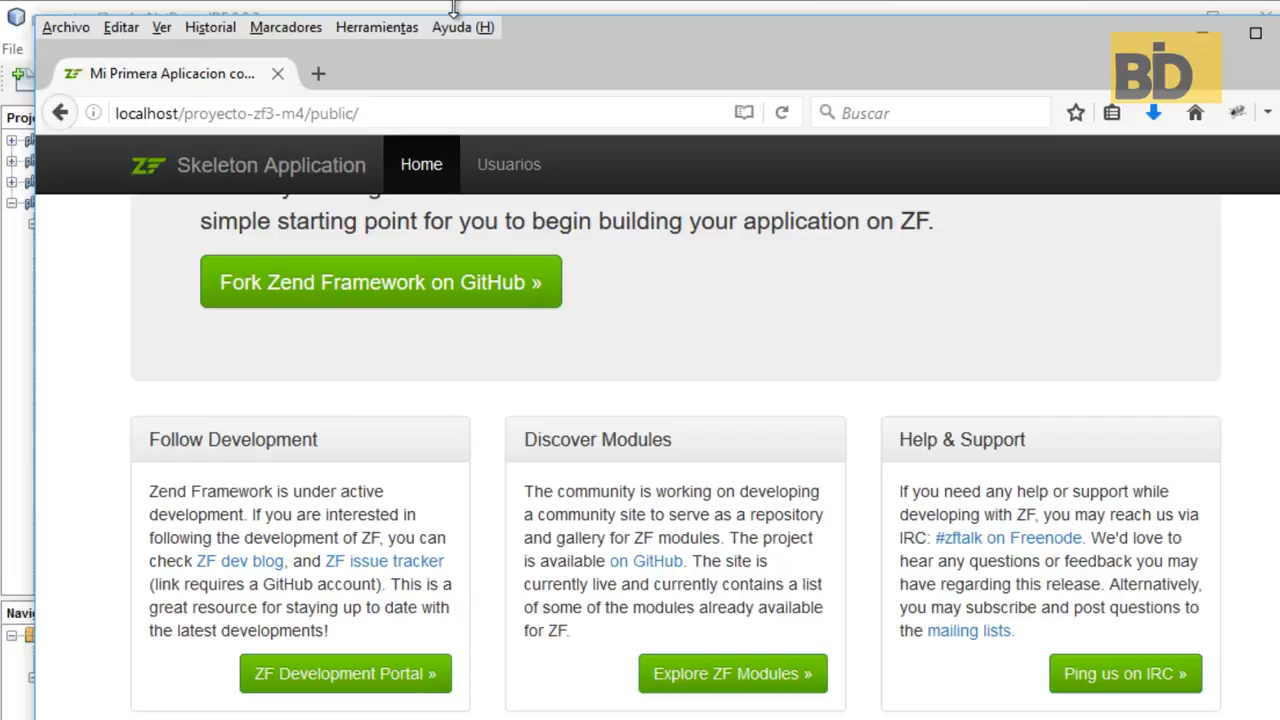 Archivo Editar Ver Historial Marcadores Herramientas Ayuda (H)
File
Mi Primera Aplicacion co...
BID
localhost/proyecto-zf3-m4/public/
Buscar
ZF Skeleton Application Home Usuarios
simple starting point for you to begin building your application on ZF.
Fork Zend Framework on GitHub »
Follow Development
Zend Framework is under active
development. If you are interested in
following the development of ZF, you can
check ZF dev blog, and ZF issue tracker
(link requires a GitHub account). This is a
great resource for staying up to date with
the latest developments!
ZF Development Portal »
Discover Modules
The community is working on developing
a community site to serve as a repository
and gallery for ZF modules. The project
is available on GitHub. The site is
currently live and currently contains a list
of some of the modules already available
for ZF.
Explore ZF Modules »
Help & Support
If you need any help or support while
developing with ZF, you may reach us via
IRC: #zftalk on Freenode. We'd love to
hear any questions or feedback you may
have regarding this release. Alternatively,
you may subscribe and post questions to
the mailing lists.
Ping us on IRC »